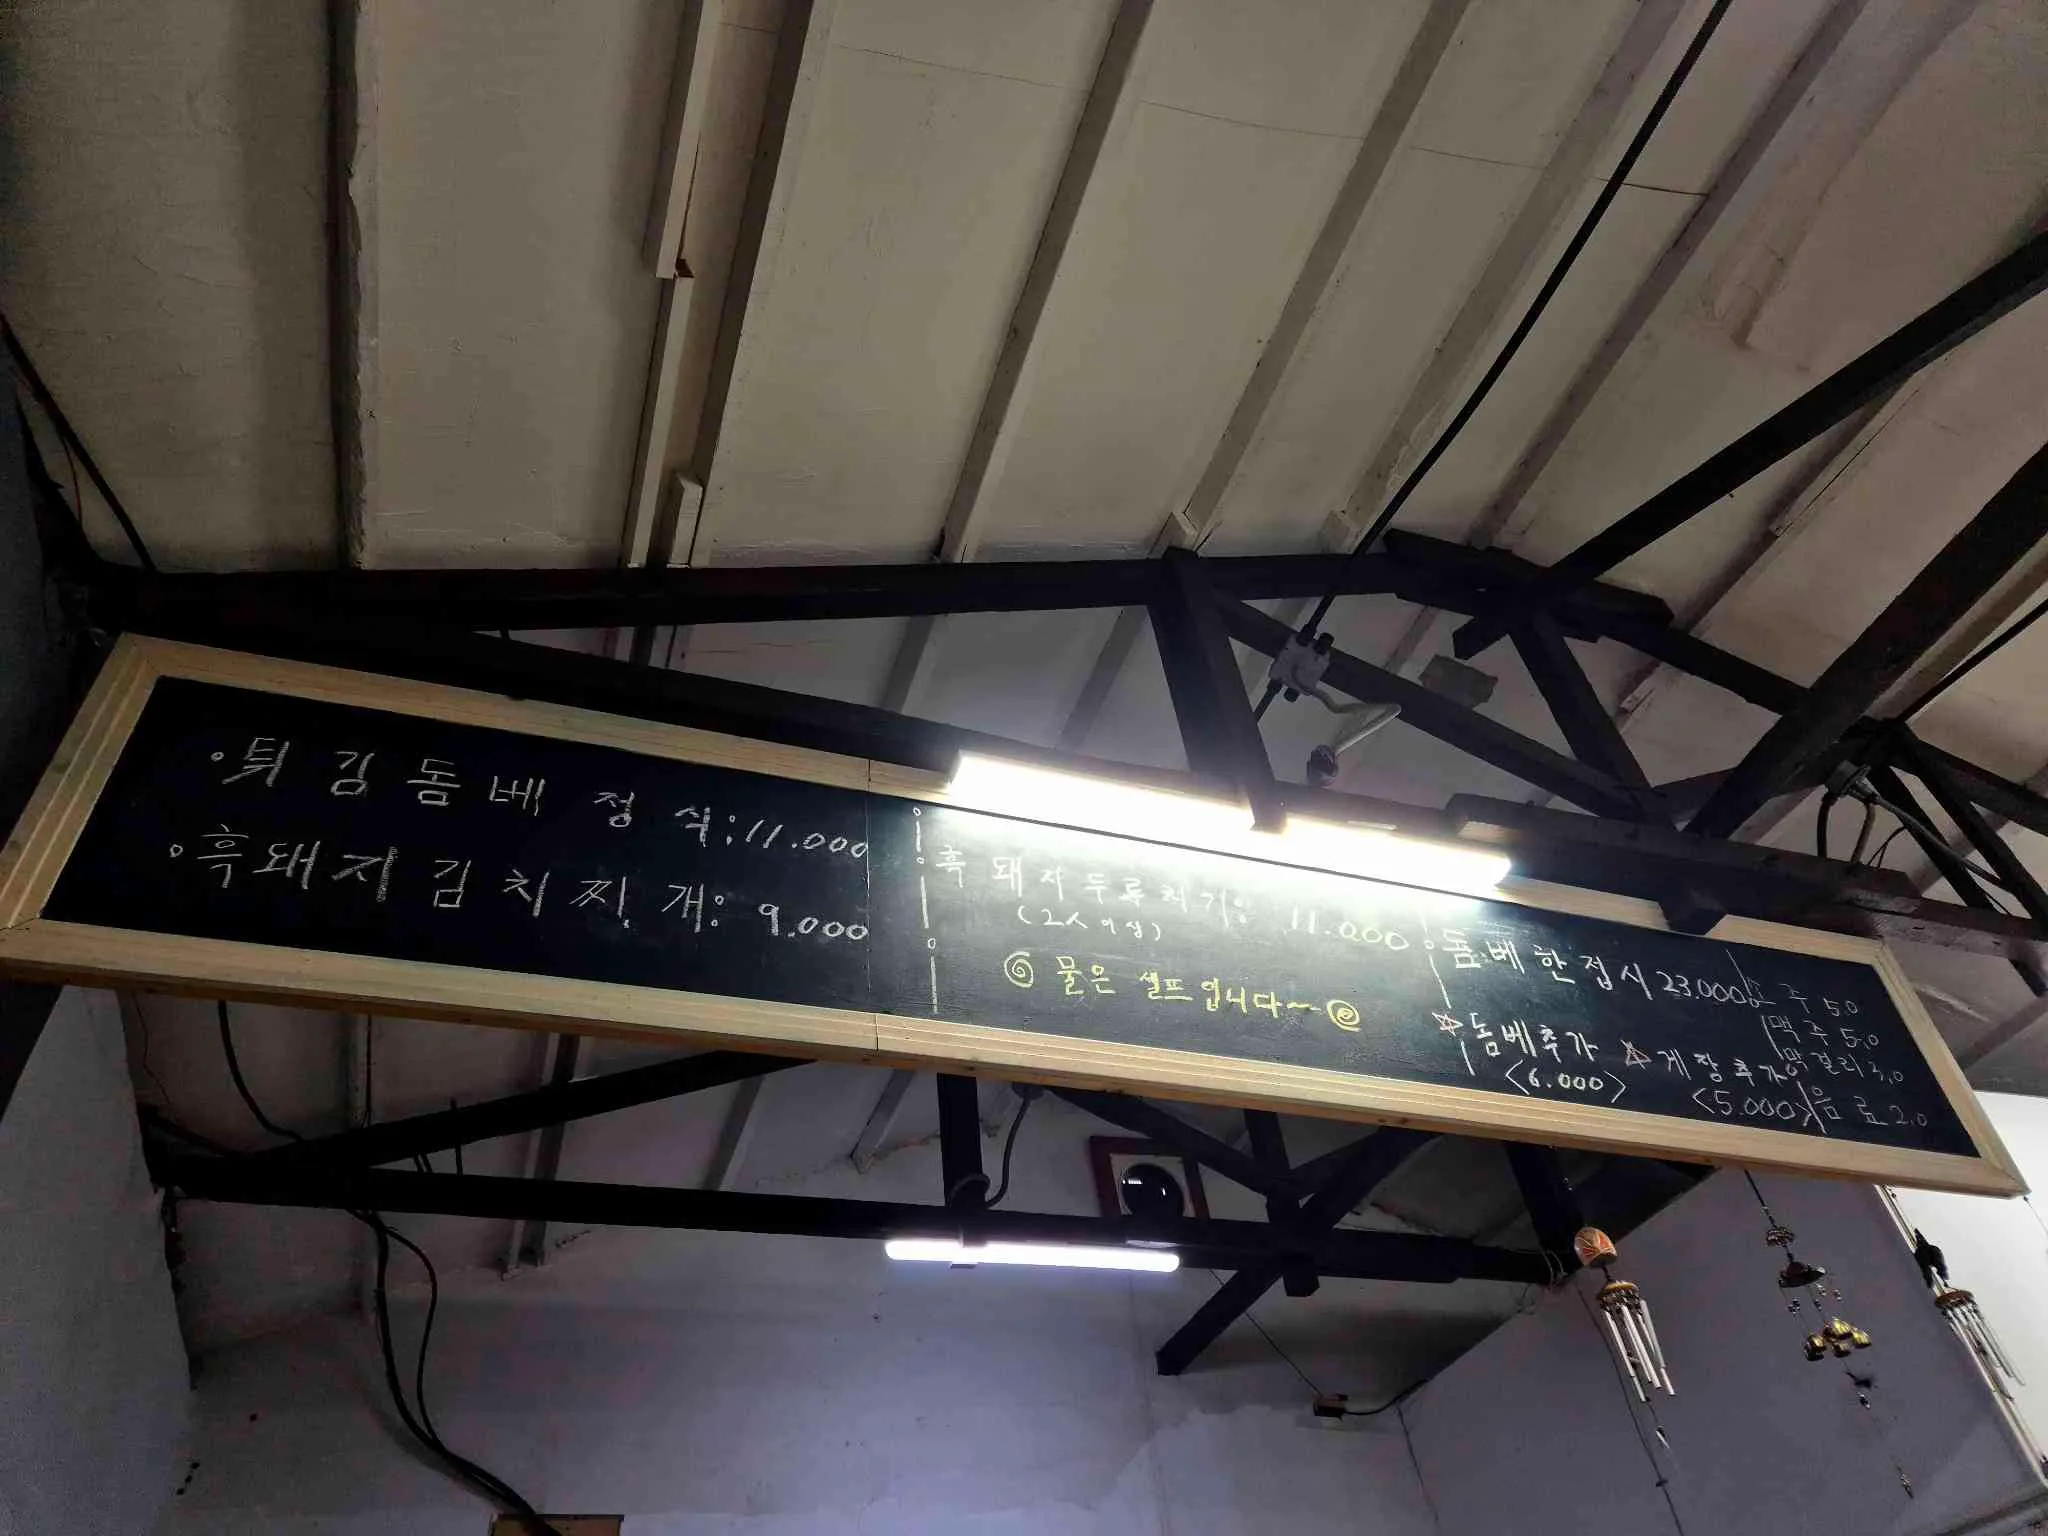 ◦ 튀김돔베정식:11.000
◦ 흑돼지김치찌개: 9.000
흑돼지두루치기: 11.000
(2人이상)
물은 셀프입니다~
돔베한접시 23.000
☆돔베추가
<6.000>
☆게장추가
<5.000>
소주 5.0
맥주 5.0
막걸리 3.0
음료 2.0